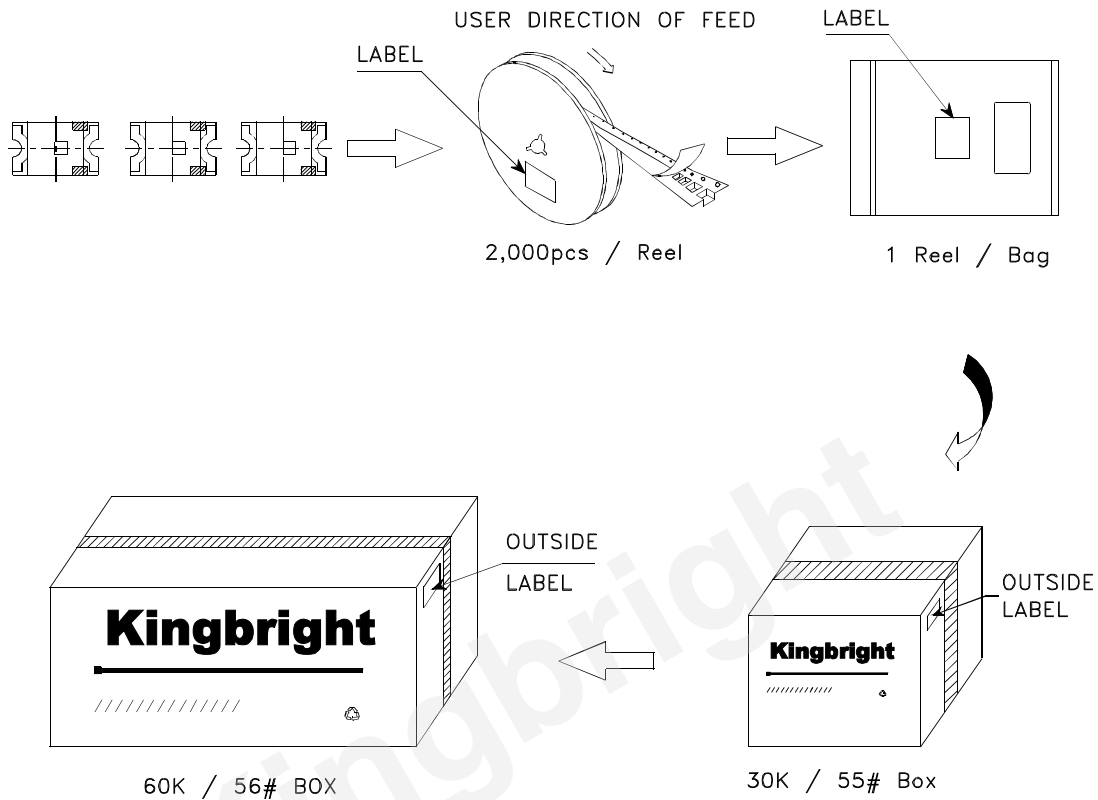 USER DIRECTION OF FEED
LABEL
LABEL
2,000pcs / Reel
1 Reel / Bag
OUTSIDE
LABEL
OUTSIDE
LABEL
Kingbright
Kingbright
60K / 56# BOX
30K / 55# Box
Kingbright